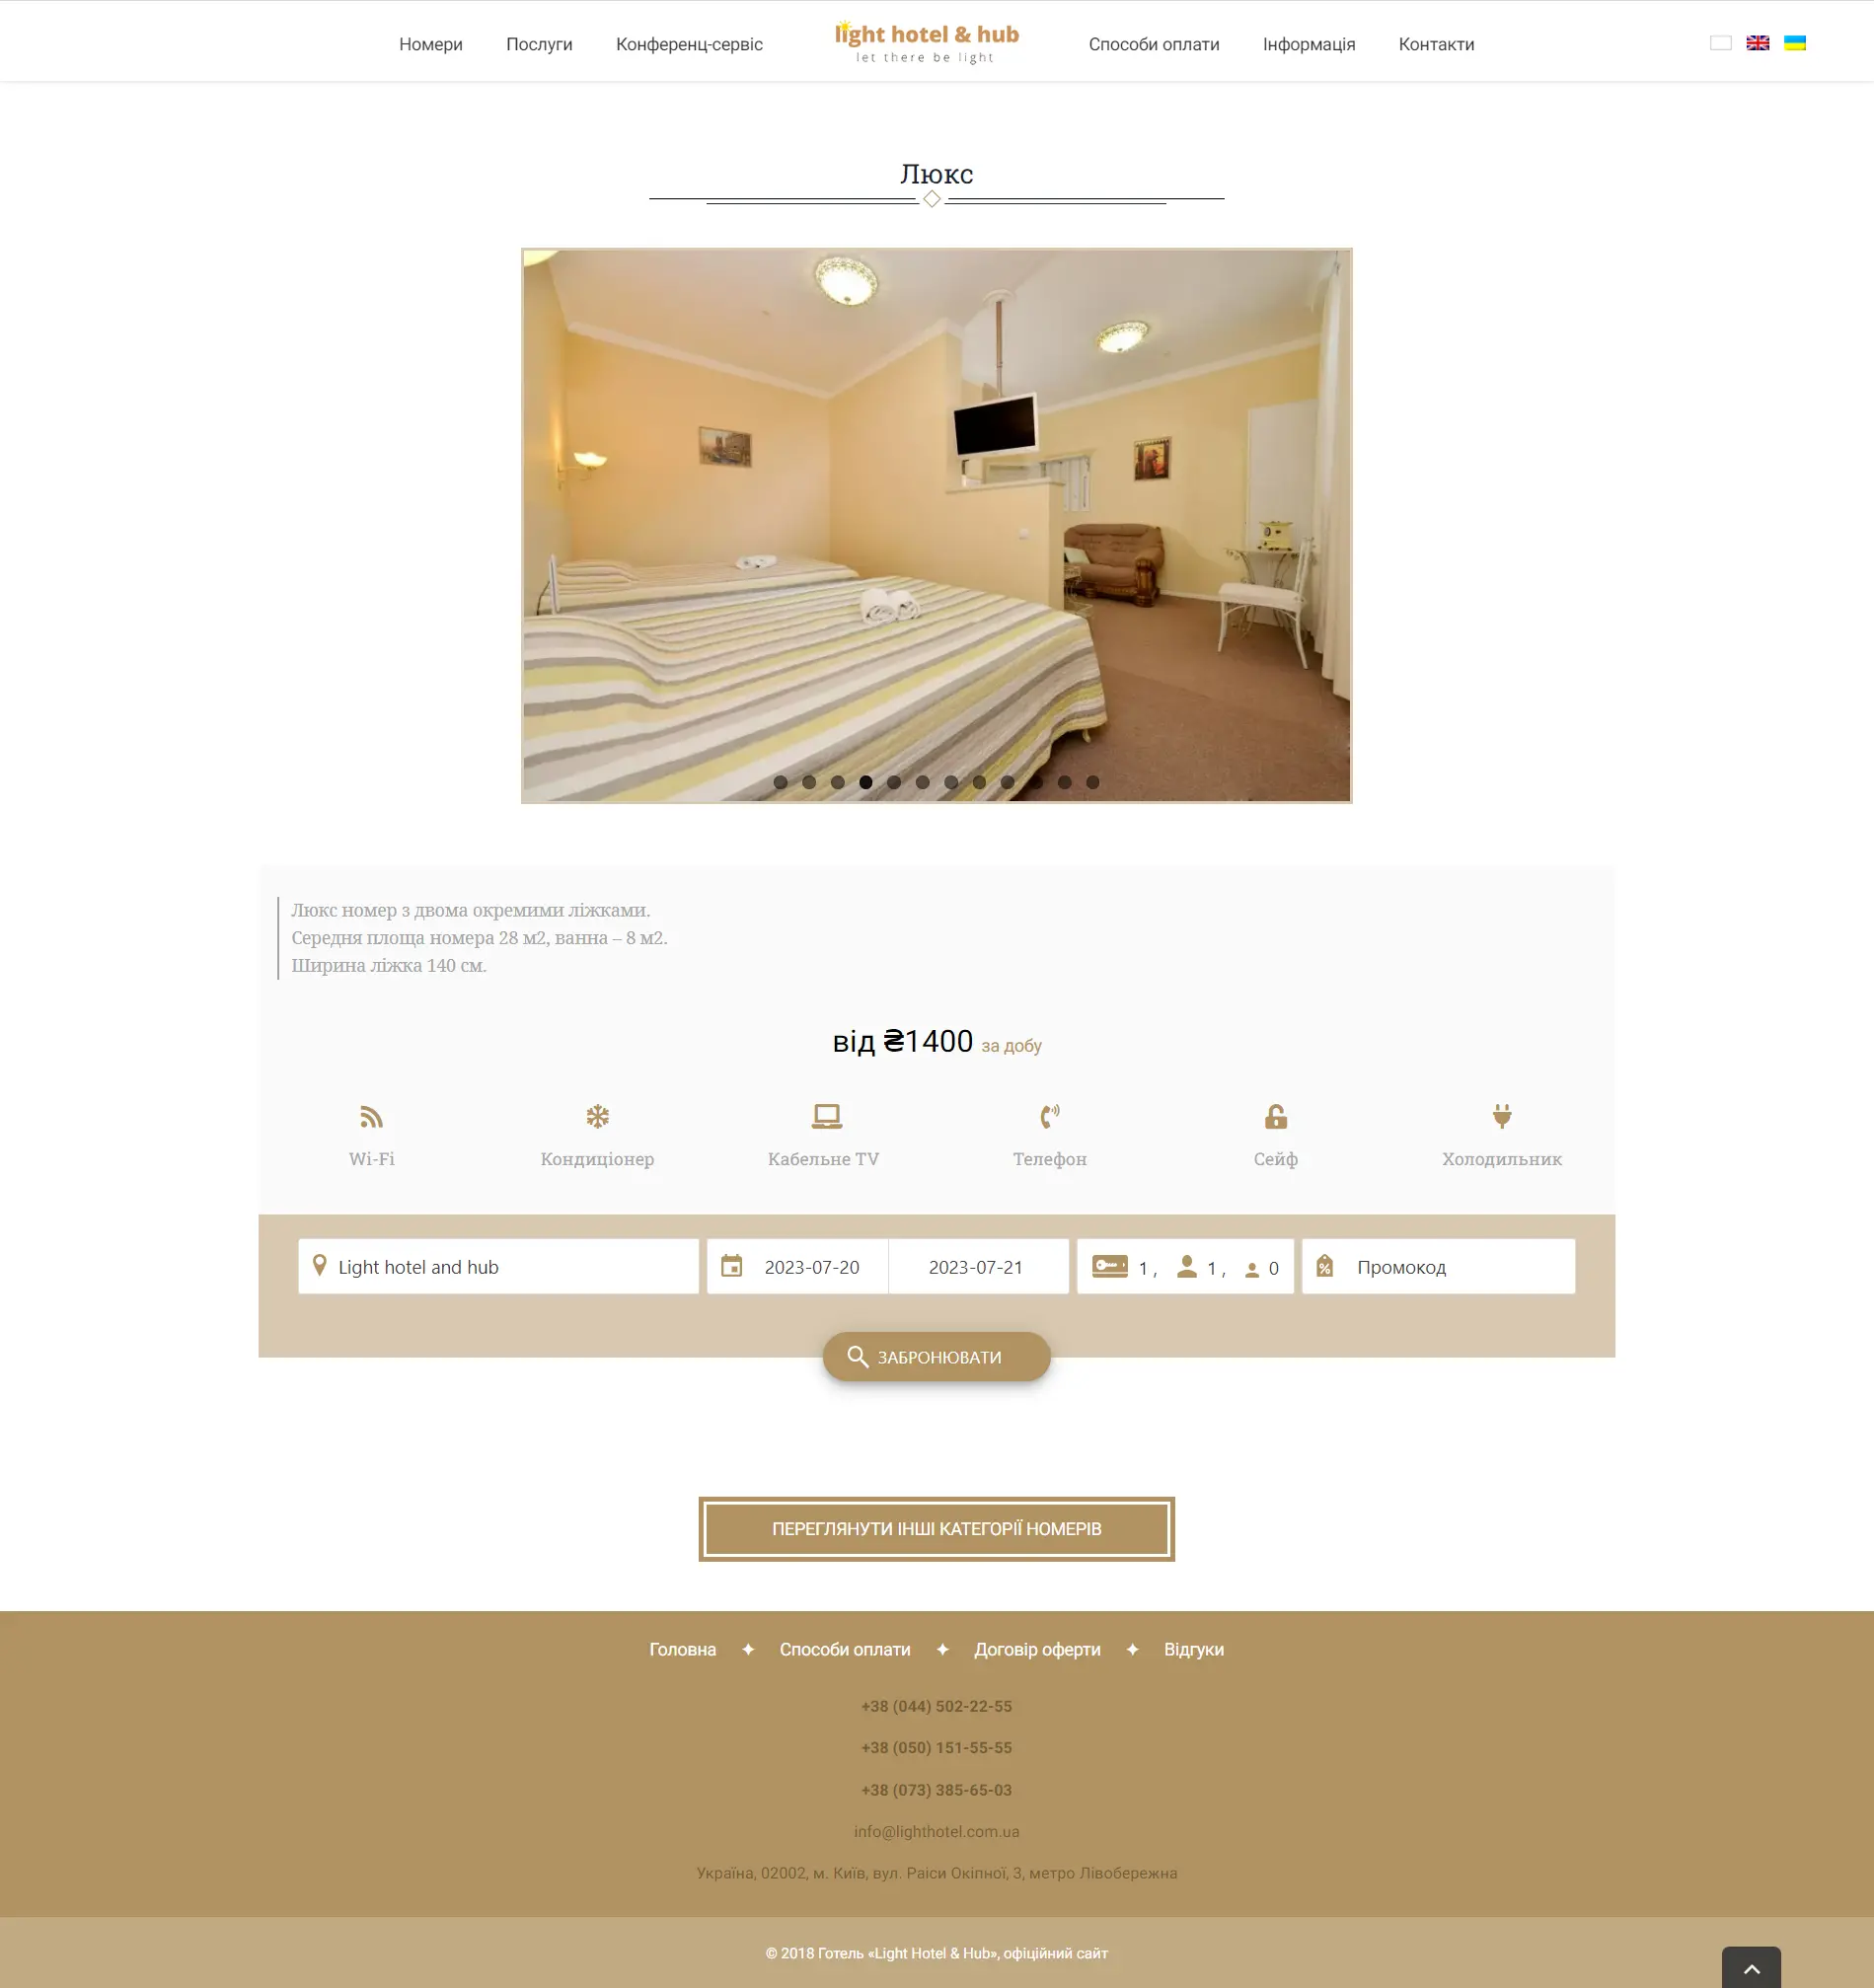 Номери
Послуги
Конференц-сервіс
light hotel & hub
let there be light
Способи оплати
Інформація
Контакти
Люкс
Люкс номер з двома окремими ліжками.
Середня площа номера 28 м2, ванна – 8 м2.
Ширина ліжка 140 см.
від ₴1400 за добу
Wi-Fi
Кондиціонер
Кабельне TV
Телефон
Сейф
Холодильник
Light hotel and hub
2023-07-20
2023-07-21
1 , 1 , 0
Промокод
ЗАБРОНЮВАТИ
ПЕРЕГЛЯНУТИ ІНШІ КАТЕГОРІЇ НОМЕРІВ
Головна ✦ Способи оплати ✦ Договір оферти ✦ Відгуки
+38 (044) 502-22-55
+38 (050) 151-55-55
+38 (073) 385-65-03
info@lighthotel.com.ua
Україна, 02002, м. Київ, вул. Раіси Окіпної, 3, метро Лівобережна
© 2018 Готель «Light Hotel & Hub», офіційний сайт